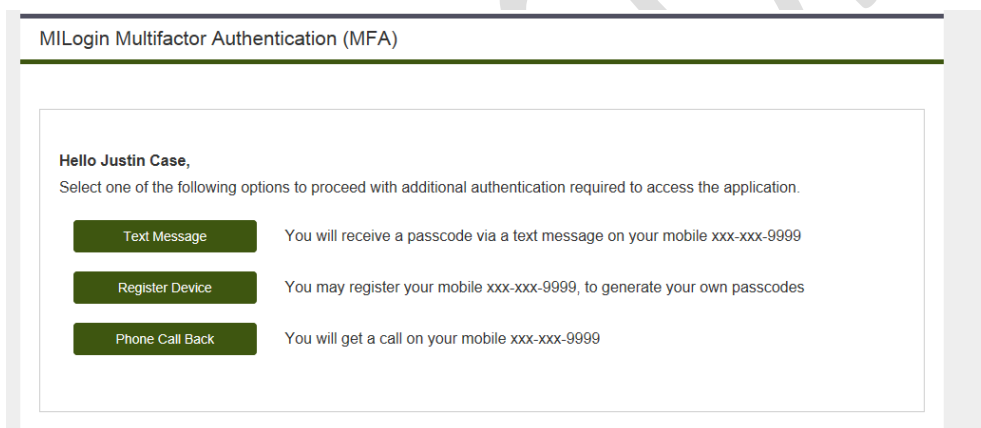 MILogin Multifactor Authentication (MFA)
Hello Justin Case,
Select one of the following options to proceed with additional authentication required to access the application.
Text Message You will receive a passcode via a text message on your mobile xxx-xxx-9999
Register Device You may register your mobile xxx-xxx-9999, to generate your own passcodes
Phone Call Back You will get a call on your mobile xxx-xxx-9999